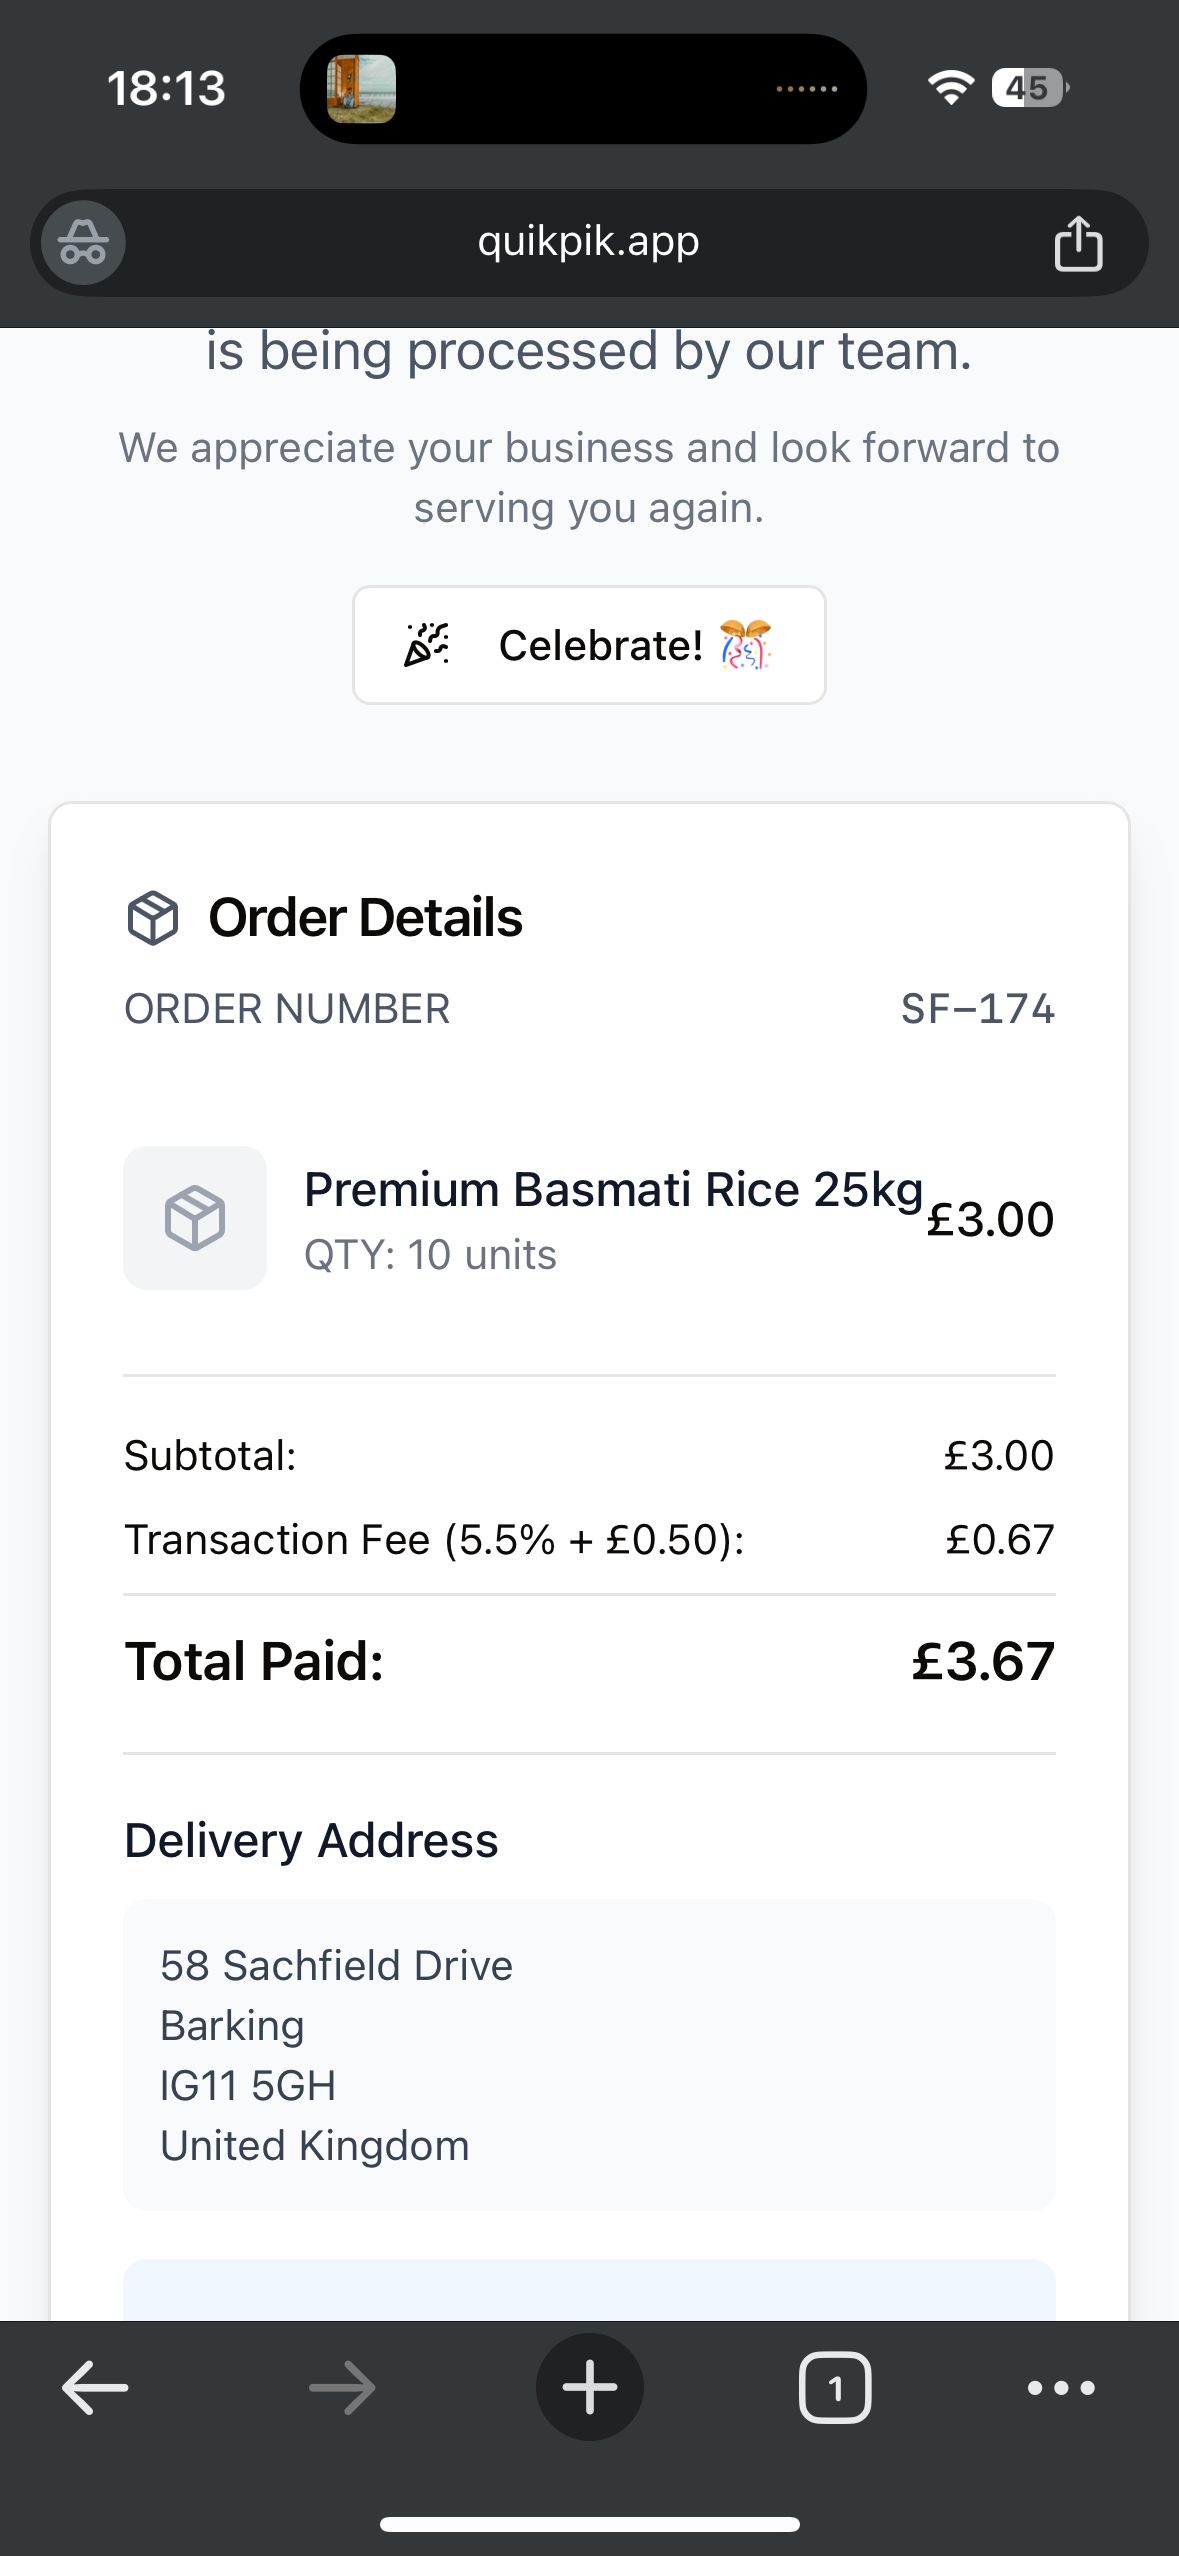 18:13
45
quikpik.app
is being processed by our team.
We appreciate your business and look forward to
serving you again.
Celebrate! 🎊
Order Details
ORDER NUMBER SF-174
Premium Basmati Rice 25kg
£3.00
QTY: 10 units
Subtotal: £3.00
Transaction Fee (5.5% + £0.50): £0.67
Total Paid: £3.67
Delivery Address
58 Sachfield Drive
Barking
IG11 5GH
United Kingdom
1